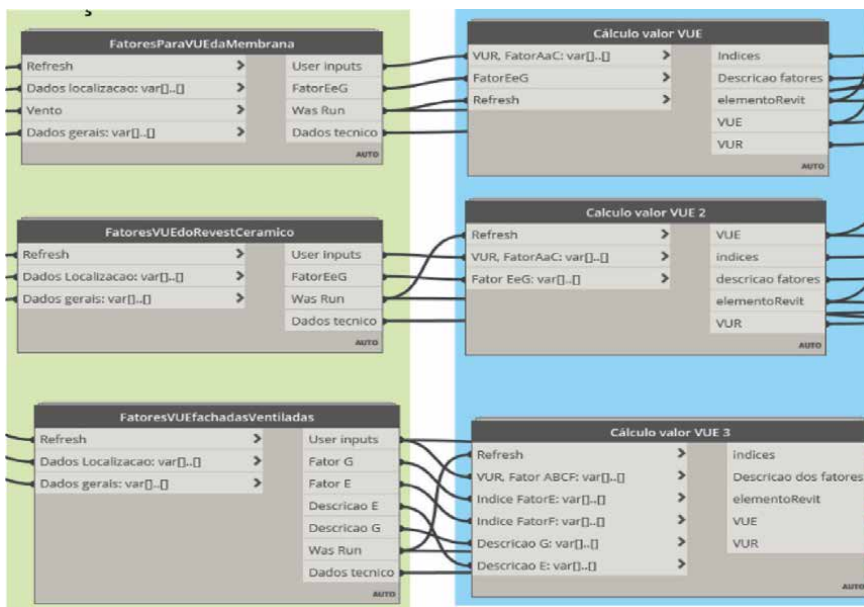 FatoresParaVUEdaMembrana
Refresh > User inputs
Dados localizacao: var[]..[] > FatorEeG
Vento > Was Run
Dados gerais: var[]..[] > Dados tecnico
AUTO
Cálculo valor VUE
VUR, FatorAaC: var[]..[] > Indices
FatorEeG > Descricao fatores
Refresh > elementoRevit
VUE
VUR
AUTO
FatoresVUEdoRevestCeramico
Refresh > User inputs
Dados Localizacao: var[]..[] > FatorEeG
Dados gerais: var[]..[] > Was Run
Dados tecnico
AUTO
Calculo valor VUE 2
Refresh > VUE
VUR, FatorAaC: var[]..[] > indices
Fator EeG: var[]..[] > descricao fatores
elementoRevit
VUR
AUTO
FatoresVUEfachadasVentiladas
Refresh > User inputs
Dados Localizacao: var[]..[] > Fator G
Dados gerais: var[]..[] > Fator E
Descricao E
Descricao G
Was Run
Dados tecnico
AUTO
Cálculo valor VUE 3
Refresh > indices
VUR, Fator ABCF: var[]..[] > Descricao dos fatores
Indice FatorE: var[]..[] > elementoRevit
Indice FatorF: var[]..[] > VUE
Descricao G: var[]..[] > VUR
Descricao E: var[]..[] >
AUTO